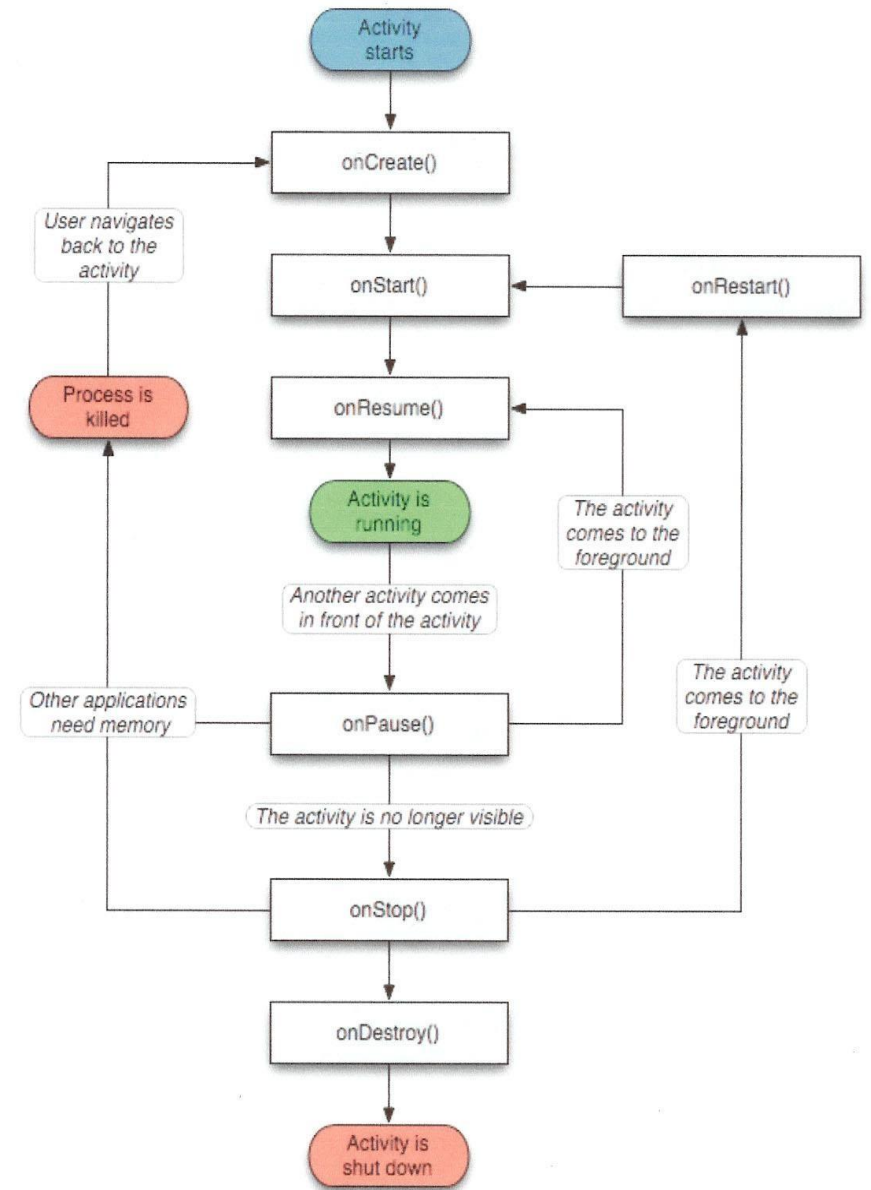 Activity
starts
onCreate()
User navigates
back to the
activity
onStart()
onRestart()
Process is
killed
onResume()
Activity is
running
The activity
comes to the
foreground
Another activity comes
in front of the activity
The activity
comes to the
foreground
Other applications
need memory
onPause()
The activity is no longer visible
onStop()
onDestroy()
Activity is
shut down